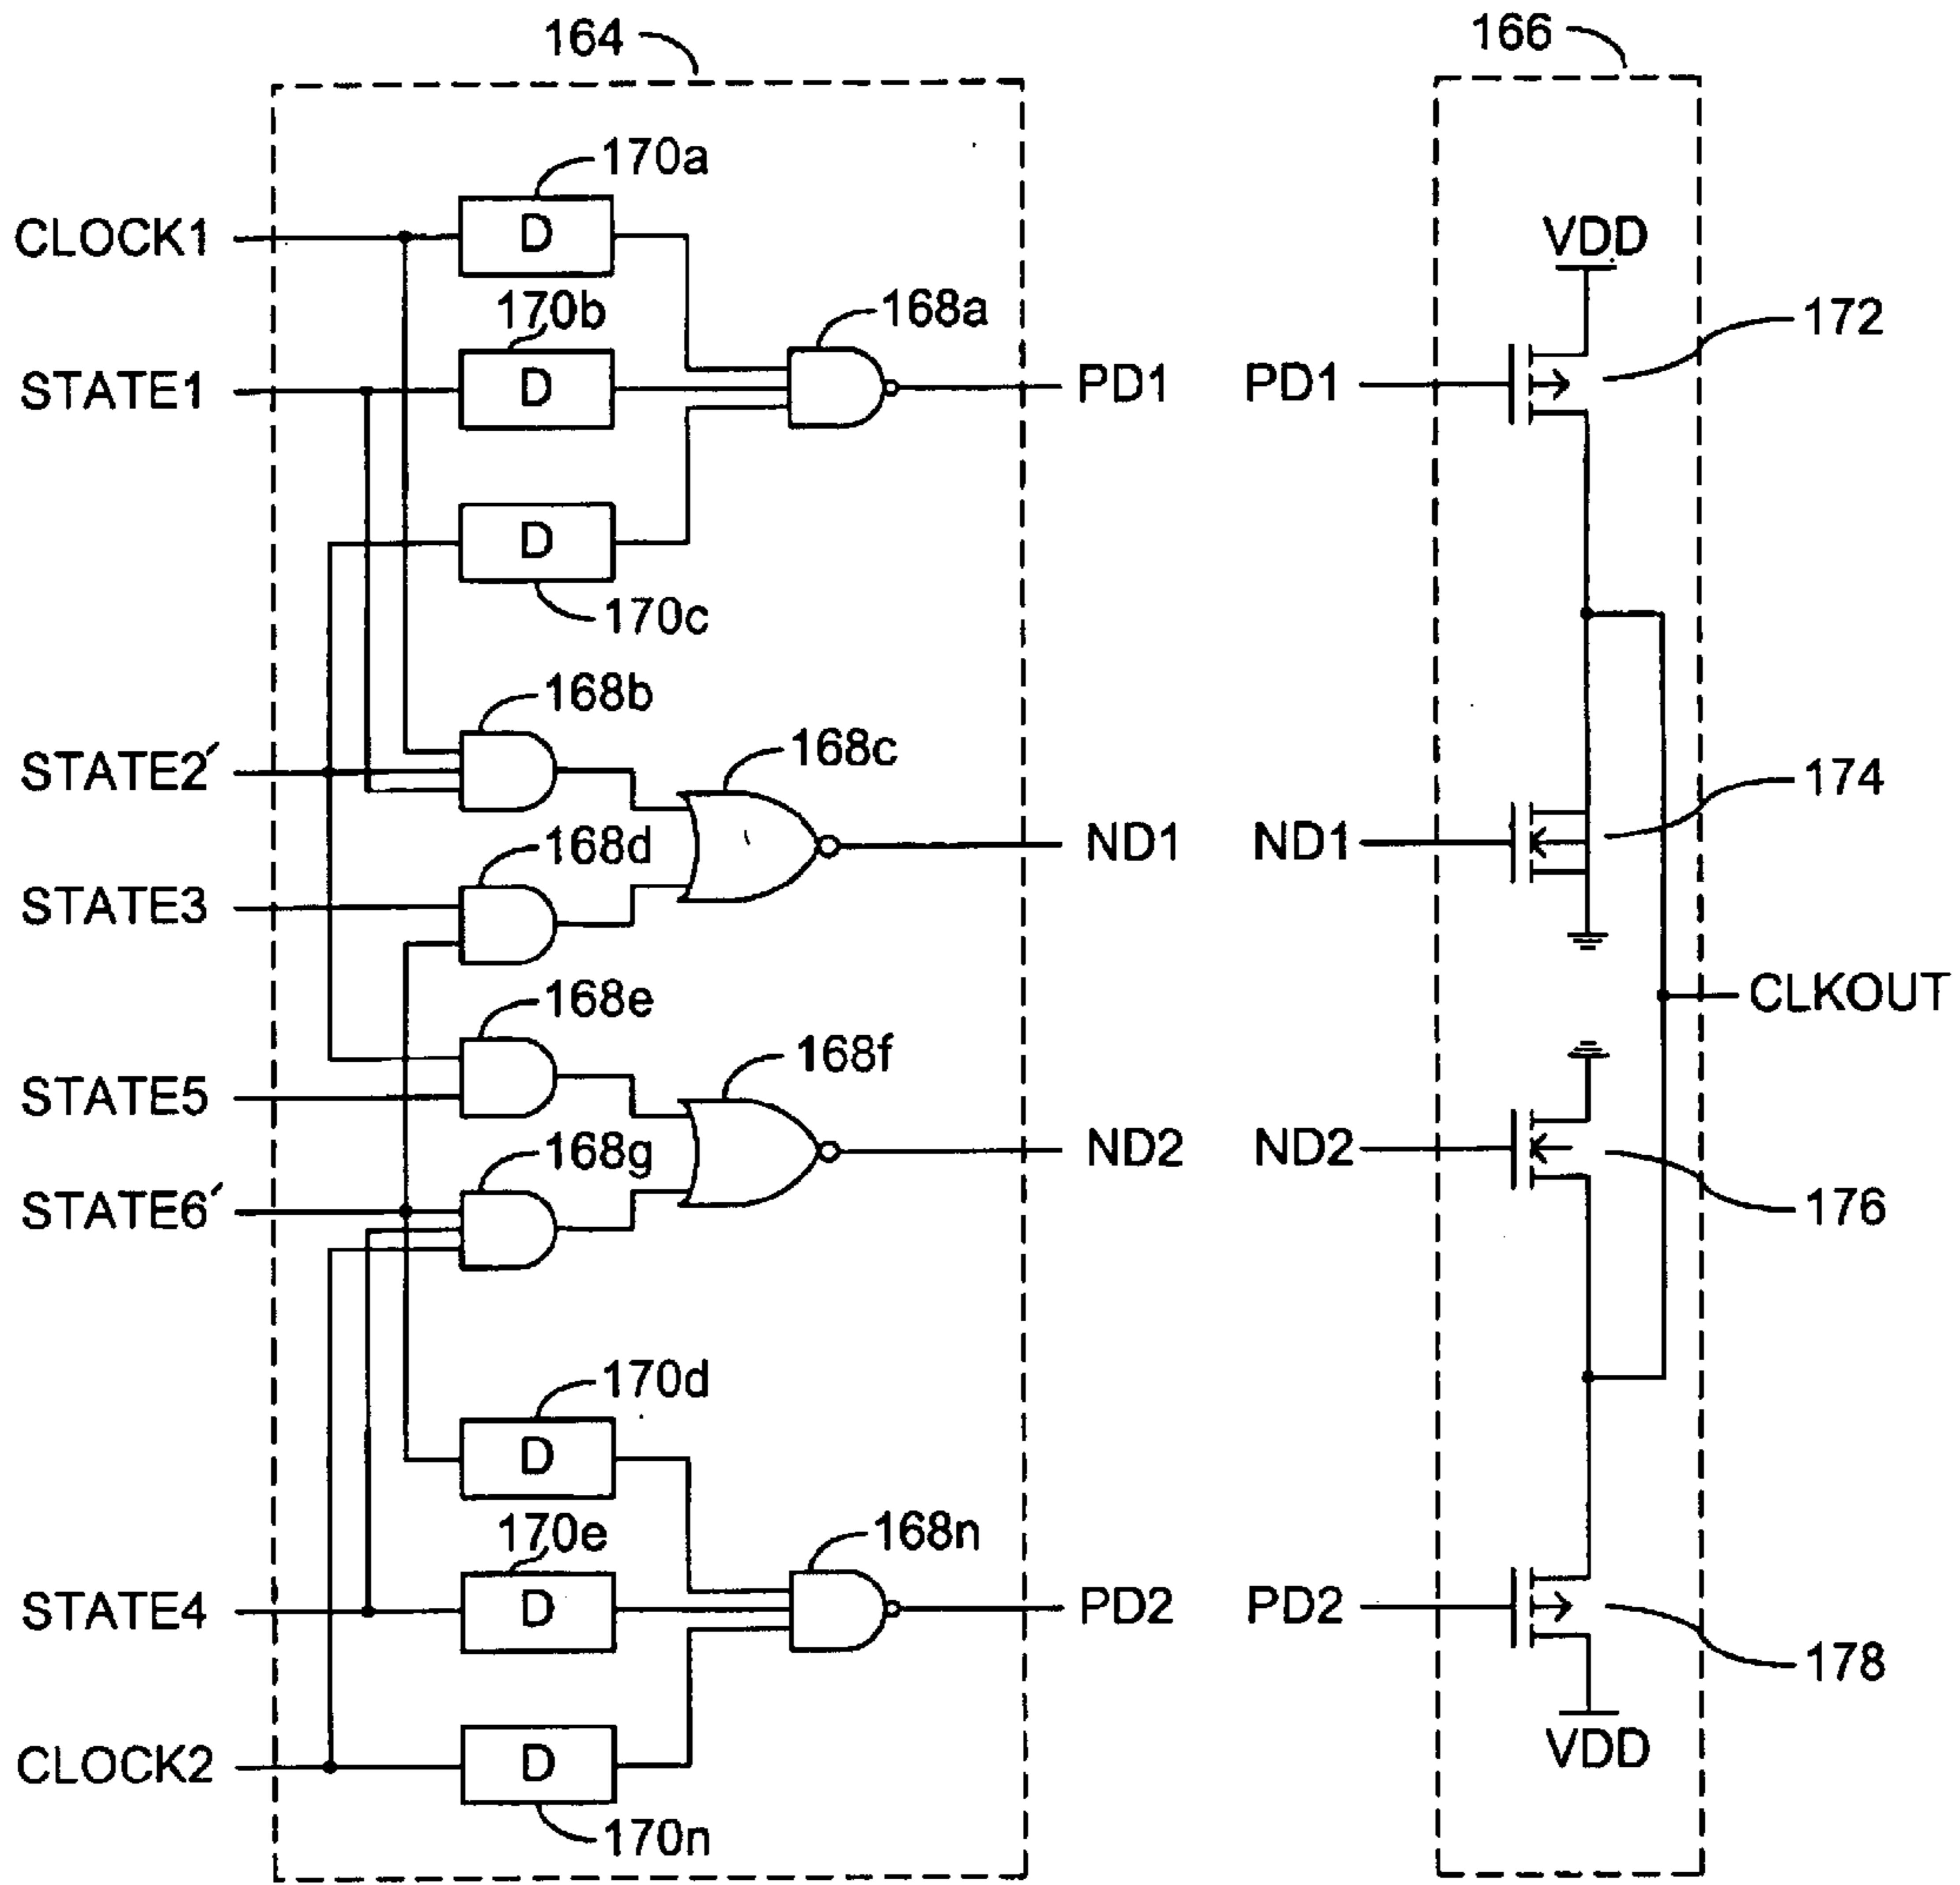 164
166
170a
CLOCK1
D
VDD
170b
168a
172
STATE1
D
PD1
PD1
D
170c
168b
168c
STATE2′
174
168d
ND1
ND1
STATE3
168e
CLKOUT
168f
STATE5
168g
ND2
ND2
STATE6′
176
170d
D
170e
168n
STATE4
D
PD2
PD2
178
CLOCK2
D
VDD
170n